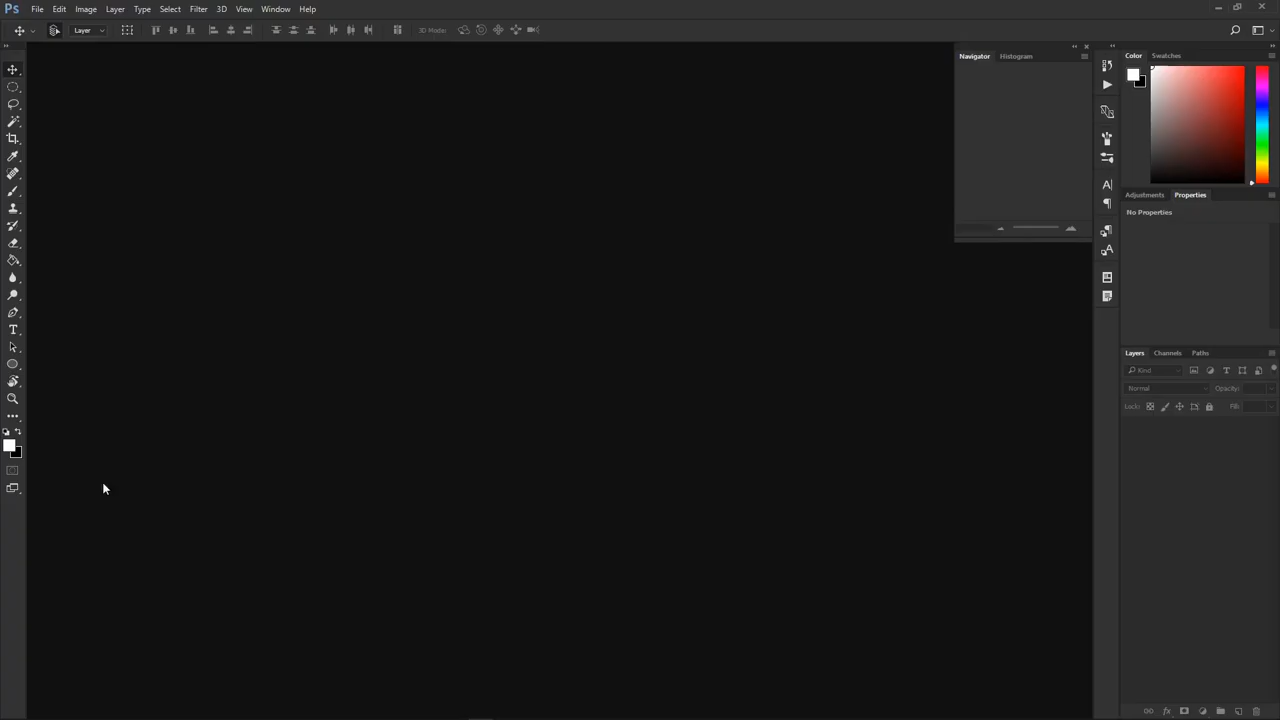 Ps File Edit Image Layer Type Select Filter 3D View Window Help
Layer 3D Mode:
Navigator Histogram
Color Swatches
Adjustments Properties
No Properties
Layers Channels Paths
Kind
Normal Opacity:
Lock: Fill: